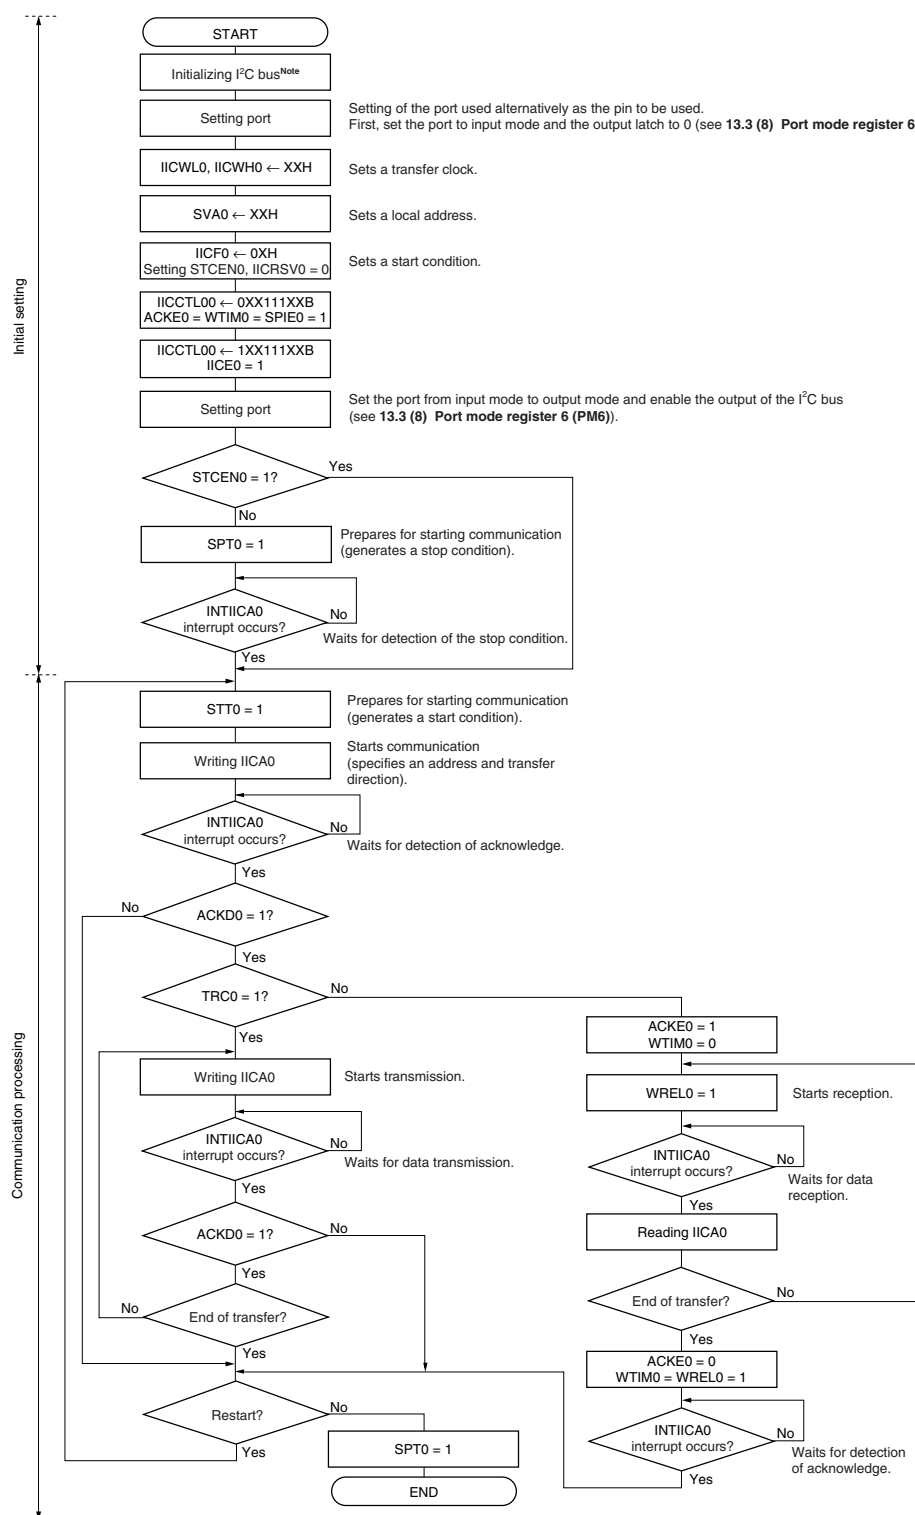 START
Initializing I²C busNote
Setting port
Setting of the port used alternatively as the pin to be used.
First, set the port to input mode and the output latch to 0 (see 13.3 (8) Port mode register 6
IICWL0, IICWH0 ← XXH
Sets a transfer clock.
SVA0 ← XXH
Sets a local address.
IICF0 ← 0XH
Setting STCEN0, IICRSV0 = 0
Sets a start condition.
Initial setting
IICCTL00 ← 0XX111XXB
ACKE0 = WTIM0 = SPIE0 = 1
IICCTL00 ← 1XX111XXB
IICE0 = 1
Setting port
Set the port from input mode to output mode and enable the output of the I²C bus
(see 13.3 (8) Port mode register 6 (PM6)).
STCEN0 = 1?
Yes
No
SPT0 = 1
Prepares for starting communication
(generates a stop condition).
INTIICA0
interrupt occurs?
No
Waits for detection of the stop condition.
Yes
STT0 = 1
Prepares for starting communication
(generates a start condition).
Writing IICA0
Starts communication
(specifies an address and transfer
direction).
INTIICA0
interrupt occurs?
No
Waits for detection of acknowledge.
Yes
No
ACKD0 = 1?
Yes
TRC0 = 1?
No
Yes
Communication processing
Writing IICA0
Starts transmission.
INTIICA0
interrupt occurs?
No
Waits for data transmission.
Yes
ACKD0 = 1?
No
Yes
No
End of transfer?
Yes
Restart?
No
Yes
SPT0 = 1
END
ACKE0 = 1
WTIM0 = 0
WREL0 = 1
Starts reception.
INTIICA0
interrupt occurs?
No
Waits for data
reception.
Yes
Reading IICA0
End of transfer?
No
Yes
ACKE0 = 0
WTIM0 = WREL0 = 1
INTIICA0
interrupt occurs?
No
Waits for detection
of acknowledge.
Yes